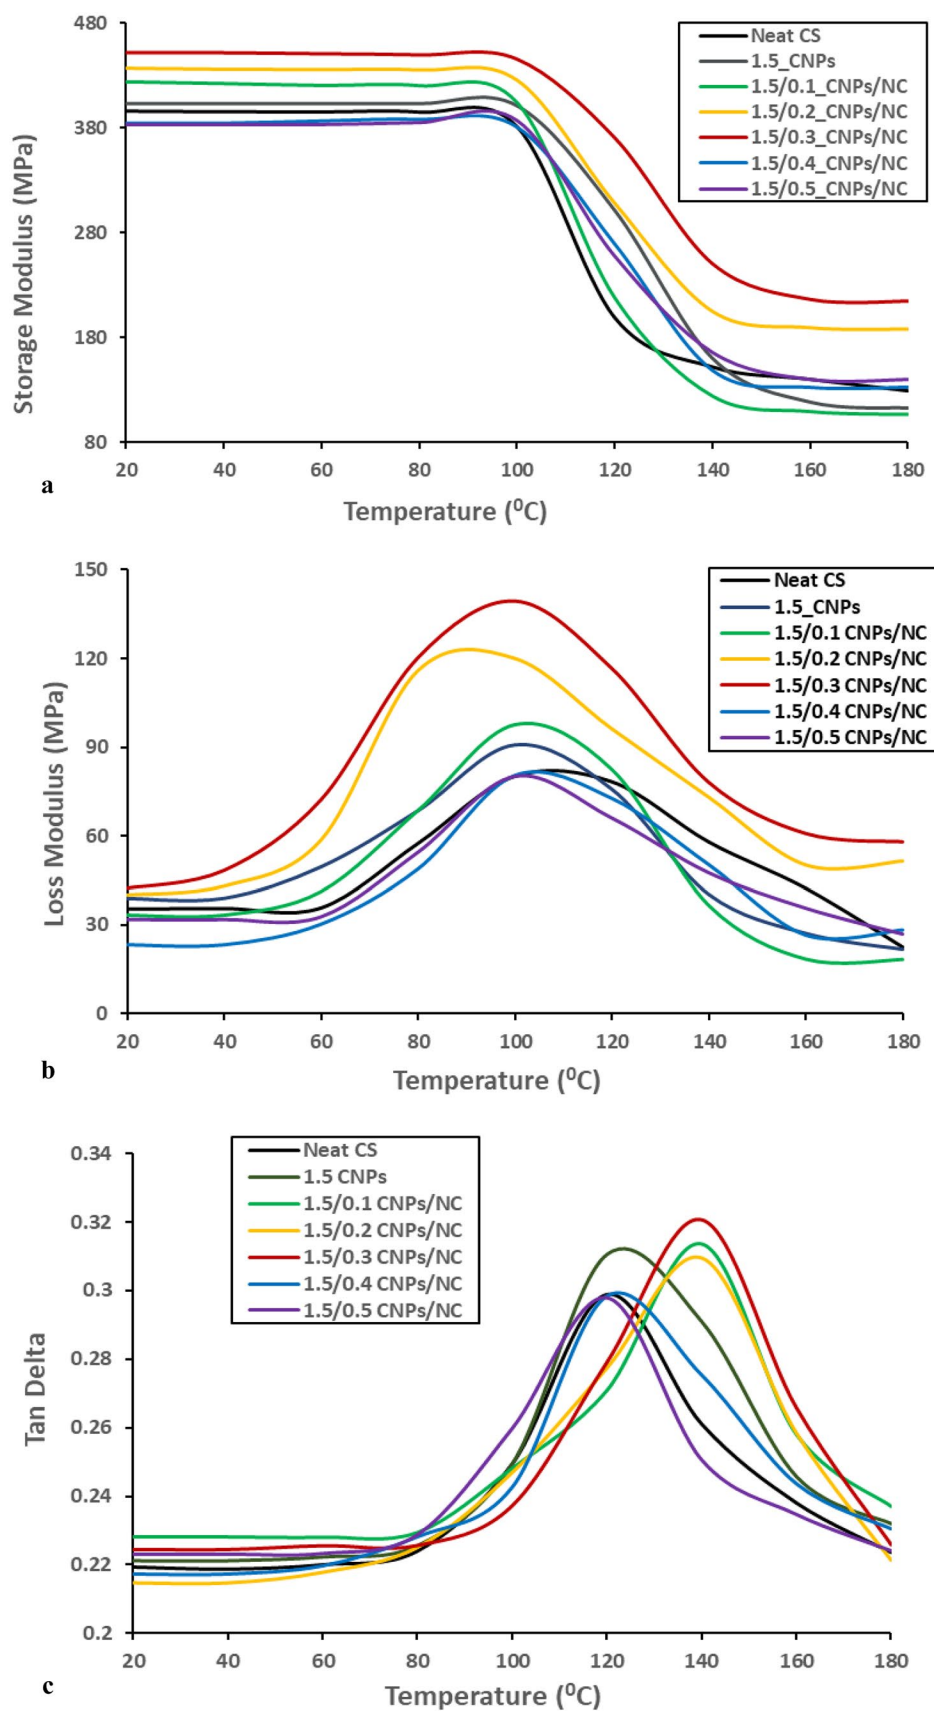 480
380
280
180
80
Storage Modulus (MPa)
Neat CS
1.5_CNPs
1.5/0.1_CNPs/NC
1.5/0.2_CNPs/NC
1.5/0.3_CNPs/NC
1.5/0.4_CNPs/NC
1.5/0.5_CNPs/NC
20 40 60 80 100 120 140 160 180
a
Temperature (⁰C)
150
120
90
60
30
0
Loss Modulus (MPa)
Neat CS
1.5_CNPs
1.5/0.1 CNPs/NC
1.5/0.2 CNPs/NC
1.5/0.3 CNPs/NC
1.5/0.4 CNPs/NC
1.5/0.5 CNPs/NC
20 40 60 80 100 120 140 160 180
b
Temperature (⁰C)
0.34
0.32
0.3
0.28
0.26
0.24
0.22
0.2
Tan Delta
Neat CS
1.5 CNPs
1.5/0.1 CNPs/NC
1.5/0.2 CNPs/NC
1.5/0.3 CNPs/NC
1.5/0.4 CNPs/NC
1.5/0.5 CNPs/NC
20 40 60 80 100 120 140 160 180
c
Temperature (⁰C)